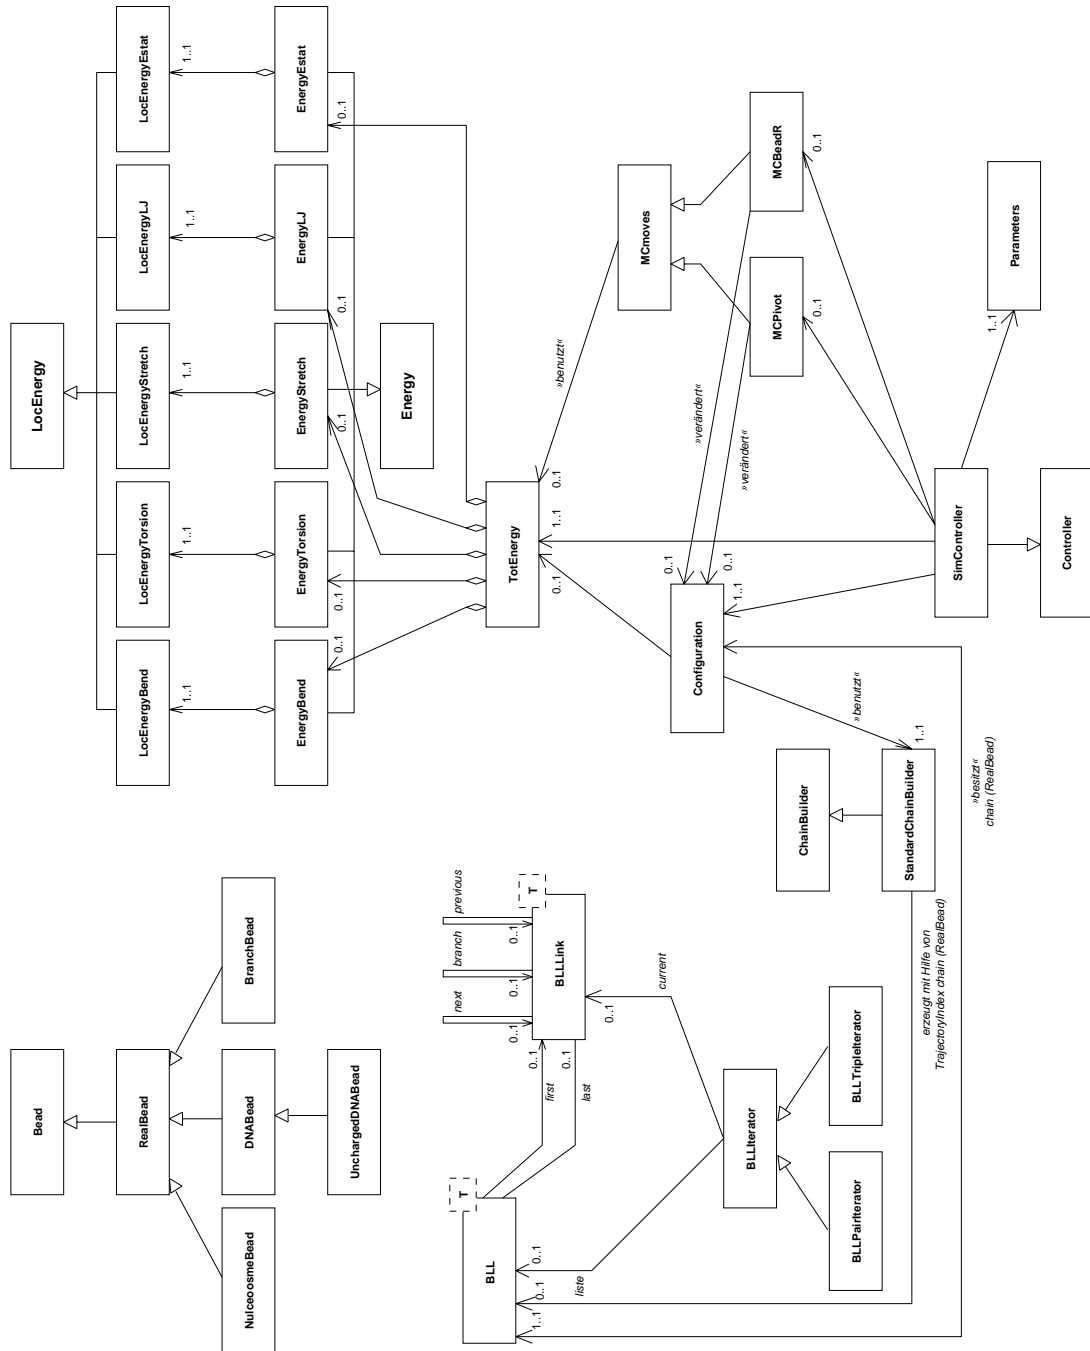 LocEnergy
LocEnergyBend
LocEnergyTorsion
LocEnergyStretch
LocEnergyLJ
LocEnergyEstat
1..1
1..1
1..1
1..1
1..1
EnergyBend
EnergyTorsion
EnergyStretch
EnergyLJ
EnergyEstat
0..1
0..1
0..1
0..1
0..1
Energy
TotEnergy
0..1
1..1
0..1
»benutzt«
MCmoves
MCPivot
MCBeadR
0..1
0..1
»verändert«
»verändert«
0..1
0..1
1..1
Configuration
SimController
Controller
Parameters
1..1
»benutzt«
1..1
ChainBuilder
StandardChainBuilder
»besitzt«
chain (RealBead)
erzeugt mit Hilfe von
TrajectoryIndex chain (RealBead)
Bead
RealBead
NulceoosmeBead
DNABead
BranchBead
UnchargedDNABead
BLL
T
first
last
0..1
0..1
BLLLink
T
next
branch
previous
0..1
0..1
0..1
current
0..1
liste
0..1
0..1
1..1
BLLIterator
BLLPairIterator
BLLTripleIterator